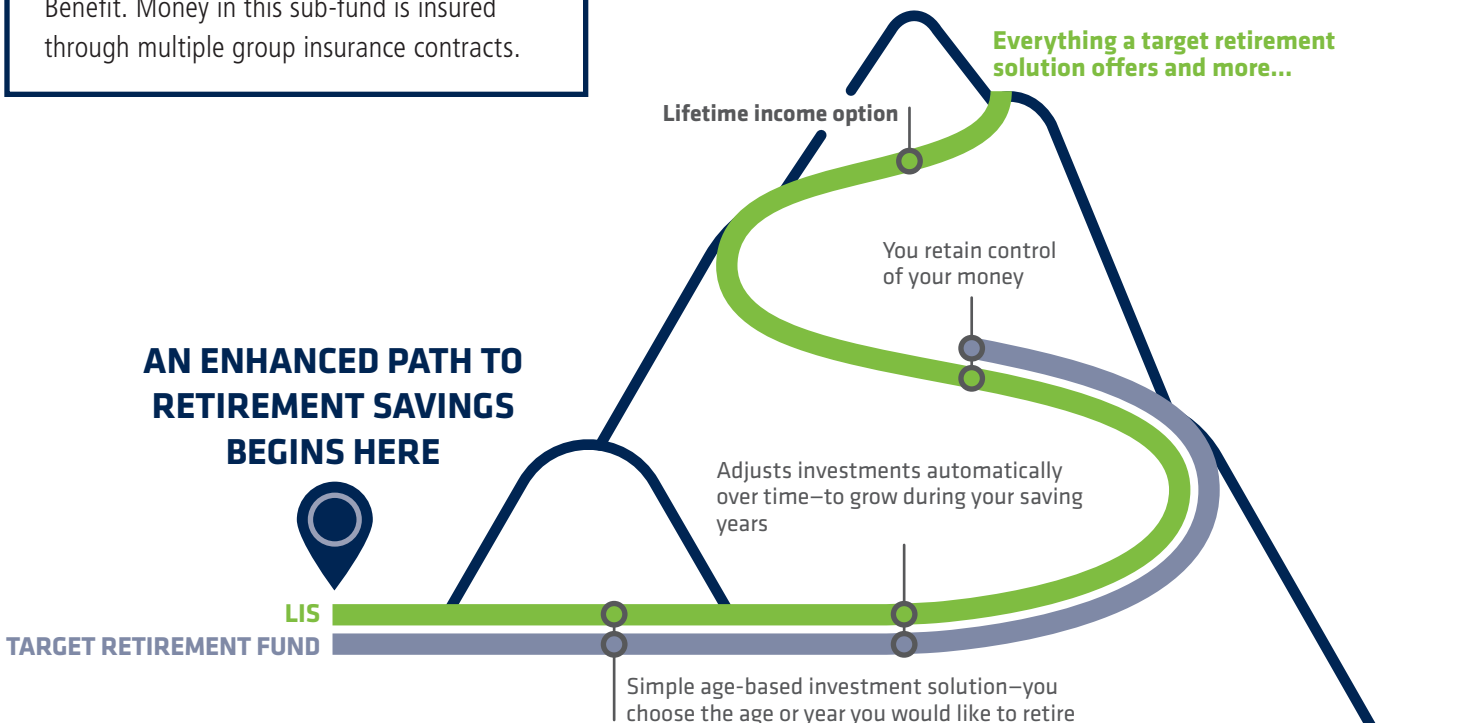 Benefit. Money in this sub-fund is insured
through multiple group insurance contracts.
Everything a target retirement
solution offers and more...
Lifetime income option
You retain control
of your money
AN ENHANCED PATH TO
RETIREMENT SAVINGS
BEGINS HERE
Adjusts investments automatically
over time—to grow during your saving
years
LIS
TARGET RETIREMENT FUND
Simple age-based investment solution—you
choose the age or year you would like to retire